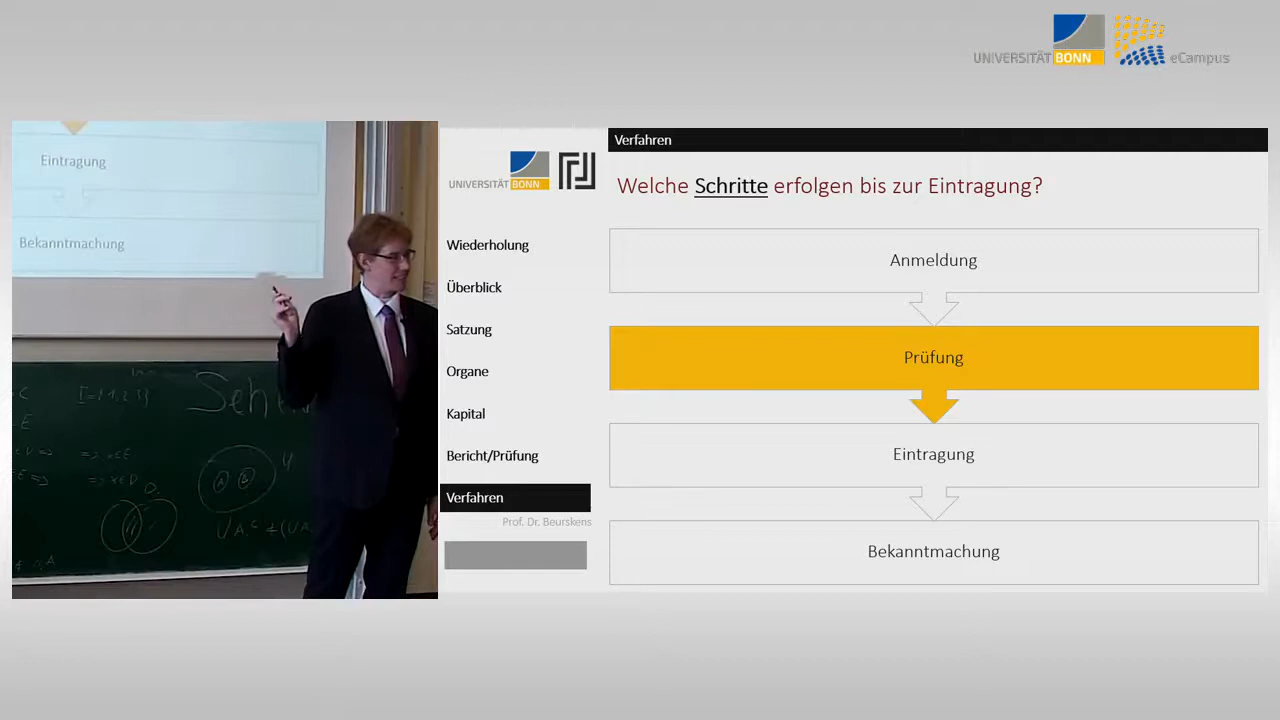 UNIVERSITÄT BONN eCampus
Eintragung
Bekanntmachung
UNIVERSITÄT BONN
Wiederholung
Überblick
Satzung
Organe
Kapital
Bericht/Prüfung
Verfahren
Prof. Dr. Beurskens
Verfahren
Welche Schritte erfolgen bis zur Eintragung?
Anmeldung
Prüfung
Eintragung
Bekanntmachung